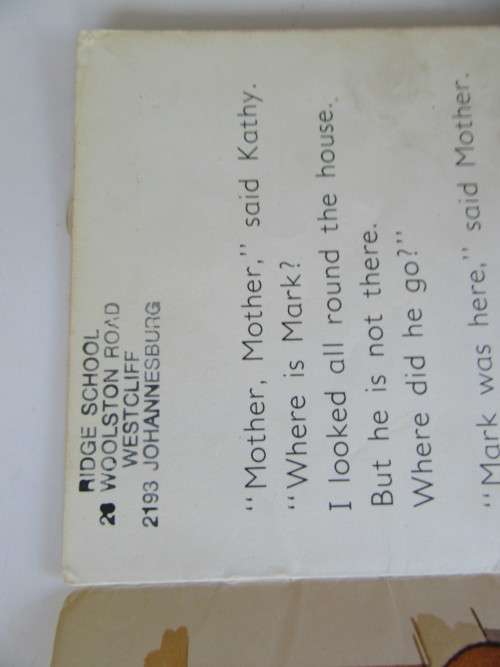 RIDGE SCHOOL
26 WOOLSTON ROAD
WESTCLIFF
2193 JOHANNESBURG
“Mother, Mother,” said Kathy.
“Where is Mark?
I looked all round the house.
But he is not there.
Where did he go?”
“Mark was here,” said Mother.